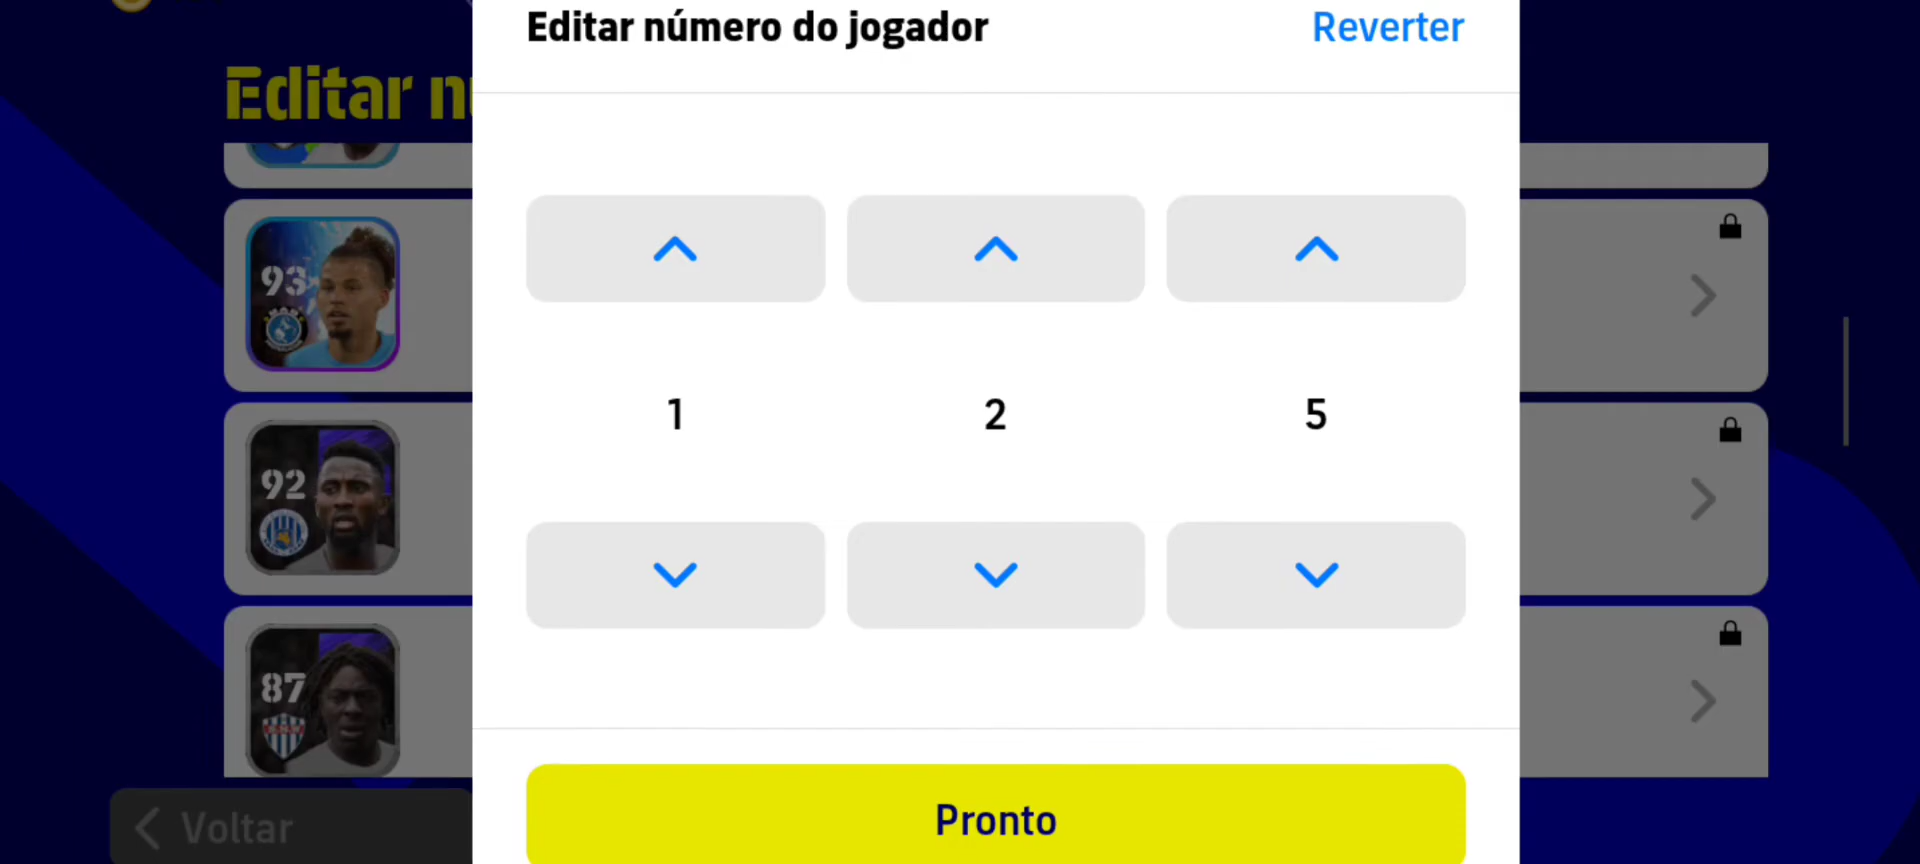 Editar número do jogador
Reverter
Editar n
93
1 2 5
92
87
Pronto
Voltar